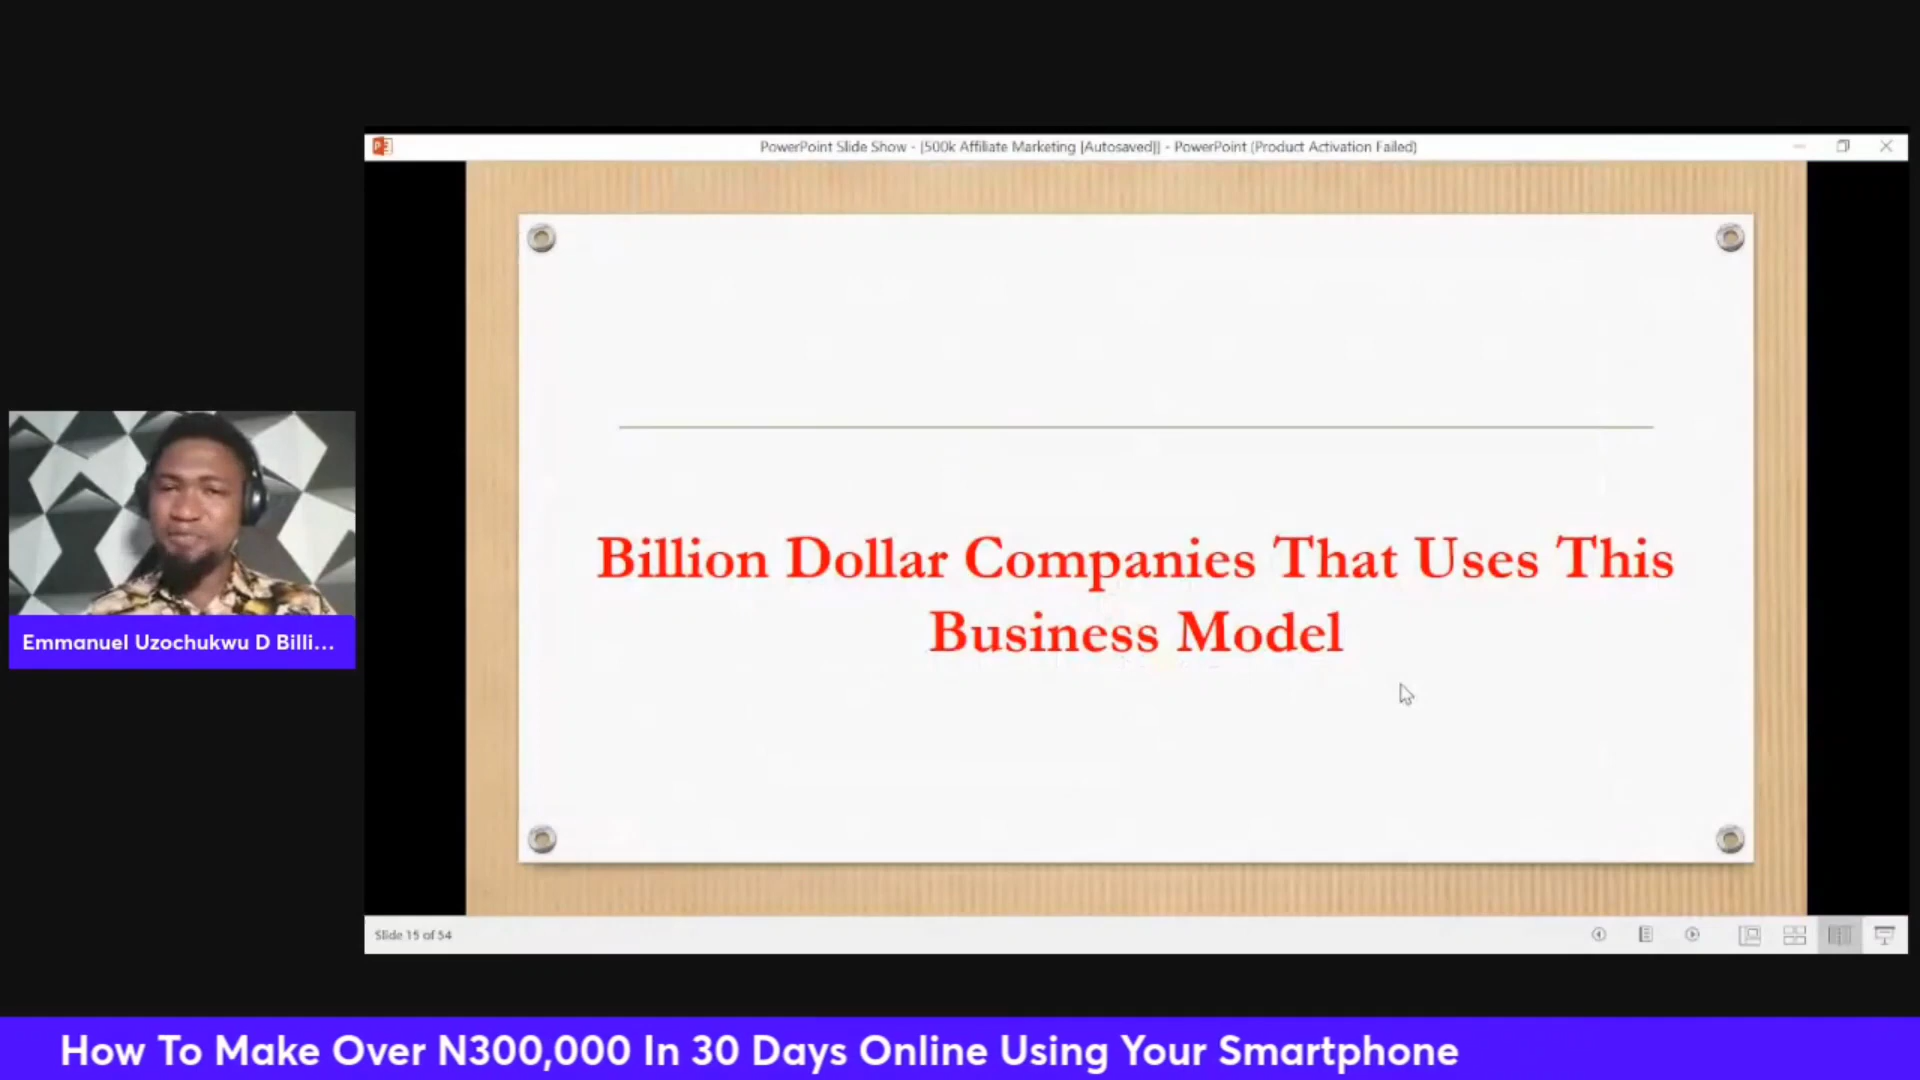 PowerPoint Slide Show - [500k Affiliate Marketing [Autosaved]] - PowerPoint (Product Activation Failed)
Billion Dollar Companies That Uses This
Business Model
Emmanuel Uzochukwu D Billi...
Slide 15 of 54
How To Make Over N300,000 In 30 Days Online Using Your Smartphone